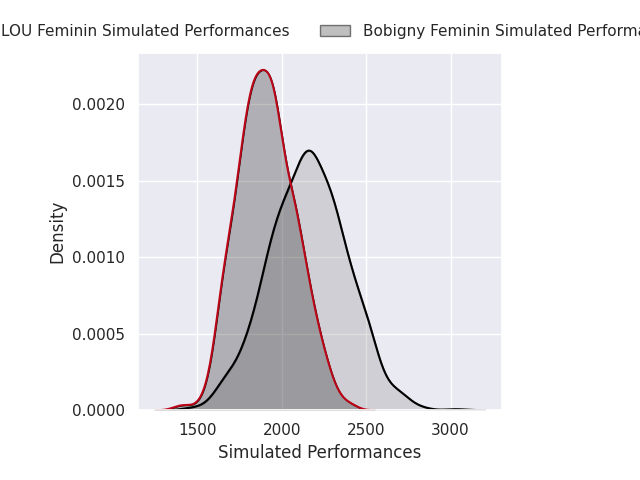 LOU Feminin Simulated Performances Bobigny Feminin Simulated Performa
0.0020
0.0015
0.0010
0.0005
0.0000
Density
1500 2000 2500 3000
Simulated Performances